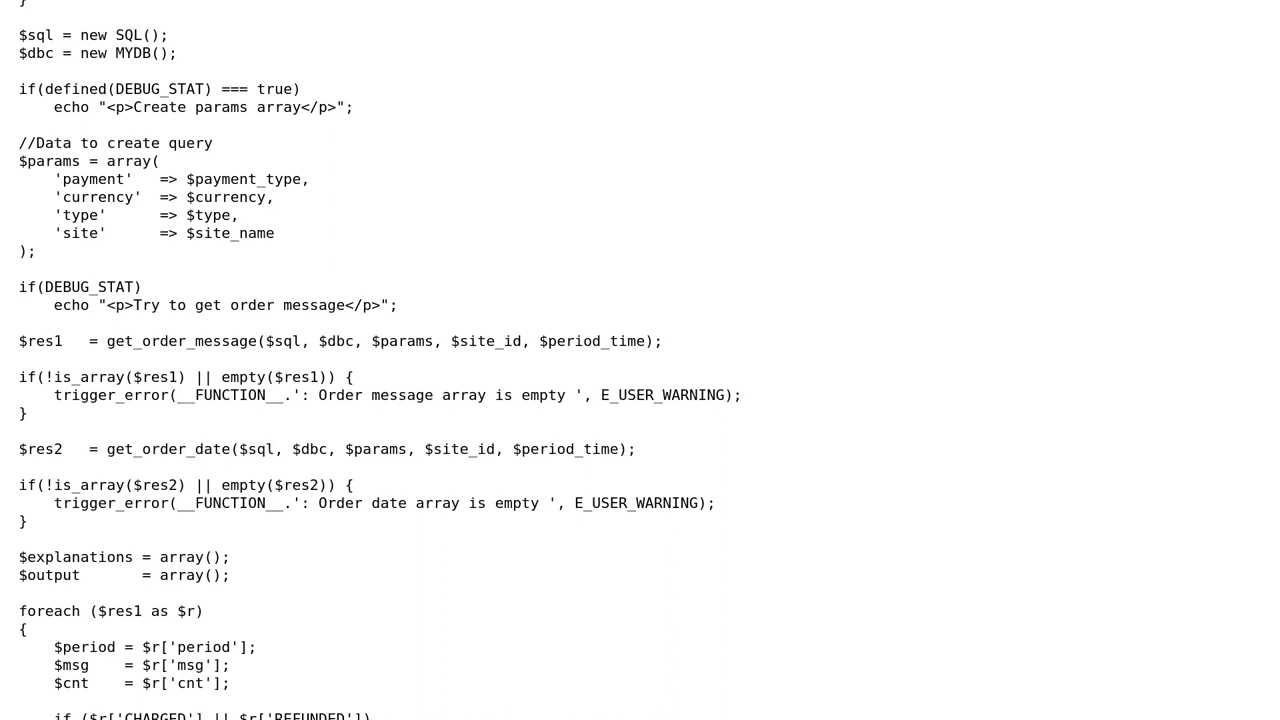 }
$sql = new SQL();
$dbc = new MYDB();
if(defined(DEBUG_STAT) === true)
    echo "<p>Create params array</p>";
//Data to create query
$params = array(
    'payment'   => $payment_type,
    'currency'  => $currency,
    'type'      => $type,
    'site'      => $site_name
);
if(DEBUG_STAT)
    echo "<p>Try to get order message</p>";
$res1   = get_order_message($sql, $dbc, $params, $site_id, $period_time);
if(!is_array($res1) || empty($res1)) {
    trigger_error(__FUNCTION__.': Order message array is empty ', E_USER_WARNING);
}
$res2   = get_order_date($sql, $dbc, $params, $site_id, $period_time);
if(!is_array($res2) || empty($res2)) {
    trigger_error(__FUNCTION__.': Order date array is empty ', E_USER_WARNING);
}
$explanations = array();
$output       = array();
foreach ($res1 as $r)
{
    $period = $r['period'];
    $msg    = $r['msg'];
    $cnt    = $r['cnt'];
    if ($r['CHARGED'] || $r['REFUNDED'])